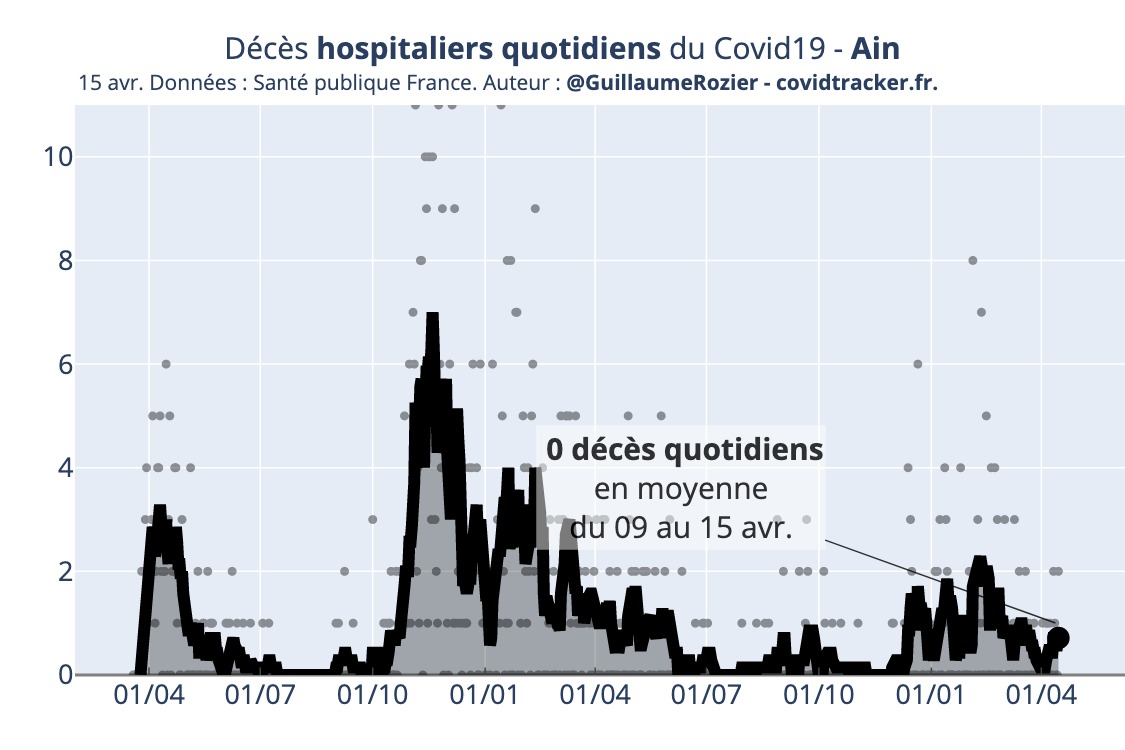 Décès hospitaliers quotidiens du Covid19 - Ain
15 avr. Données : Santé publique France. Auteur : @GuillaumeRozier - covidtracker.fr.
10
8
6
4
2
0
0 décès quotidiens
en moyenne
du 09 au 15 avr.
01/04 01/07 01/10 01/01 01/04 01/07 01/10 01/01 01/04